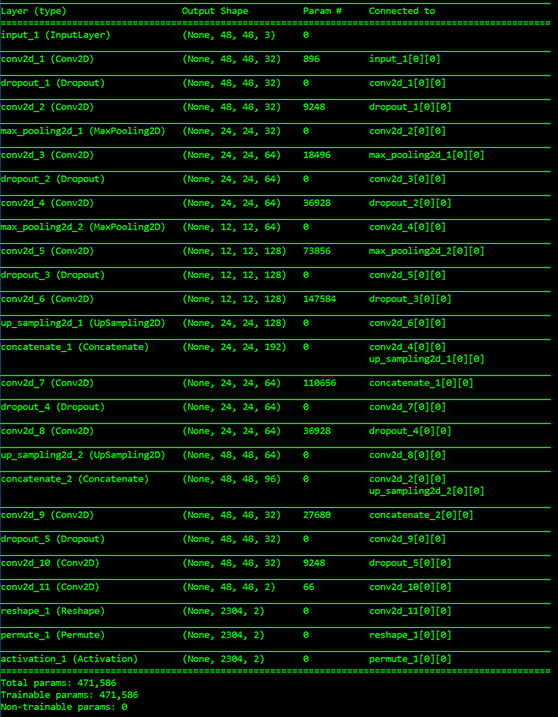 Layer (type) Output Shape Param # Connected to
input_1 (InputLayer) (None, 48, 48, 3) 0
conv2d_1 (Conv2D) (None, 48, 48, 32) 896 input_1[0][0]
dropout_1 (Dropout) (None, 48, 48, 32) 0 conv2d_1[0][0]
conv2d_2 (Conv2D) (None, 48, 48, 32) 9248 dropout_1[0][0]
max_pooling2d_1 (MaxPooling2D) (None, 24, 24, 32) 0 conv2d_2[0][0]
conv2d_3 (Conv2D) (None, 24, 24, 64) 18496 max_pooling2d_1[0][0]
dropout_2 (Dropout) (None, 24, 24, 64) 0 conv2d_3[0][0]
conv2d_4 (Conv2D) (None, 24, 24, 64) 36928 dropout_2[0][0]
max_pooling2d_2 (MaxPooling2D) (None, 12, 12, 64) 0 conv2d_4[0][0]
conv2d_5 (Conv2D) (None, 12, 12, 128) 73856 max_pooling2d_2[0][0]
dropout_3 (Dropout) (None, 12, 12, 128) 0 conv2d_5[0][0]
conv2d_6 (Conv2D) (None, 12, 12, 128) 147584 dropout_3[0][0]
up_sampling2d_1 (UpSampling2D) (None, 24, 24, 128) 0 conv2d_6[0][0]
concatenate_1 (Concatenate) (None, 24, 24, 192) 0 conv2d_4[0][0]
up_sampling2d_1[0][0]
conv2d_7 (Conv2D) (None, 24, 24, 64) 110656 concatenate_1[0][0]
dropout_4 (Dropout) (None, 24, 24, 64) 0 conv2d_7[0][0]
conv2d_8 (Conv2D) (None, 24, 24, 64) 36928 dropout_4[0][0]
up_sampling2d_2 (UpSampling2D) (None, 48, 48, 64) 0 conv2d_8[0][0]
concatenate_2 (Concatenate) (None, 48, 48, 96) 0 conv2d_2[0][0]
up_sampling2d_2[0][0]
conv2d_9 (Conv2D) (None, 48, 48, 32) 27680 concatenate_2[0][0]
dropout_5 (Dropout) (None, 48, 48, 32) 0 conv2d_9[0][0]
conv2d_10 (Conv2D) (None, 48, 48, 32) 9248 dropout_5[0][0]
conv2d_11 (Conv2D) (None, 48, 48, 2) 66 conv2d_10[0][0]
reshape_1 (Reshape) (None, 2304, 2) 0 conv2d_11[0][0]
permute_1 (Permute) (None, 2304, 2) 0 reshape_1[0][0]
activation_1 (Activation) (None, 2304, 2) 0 permute_1[0][0]
Total params: 471,586
Trainable params: 471,586
Non-trainable params: 0